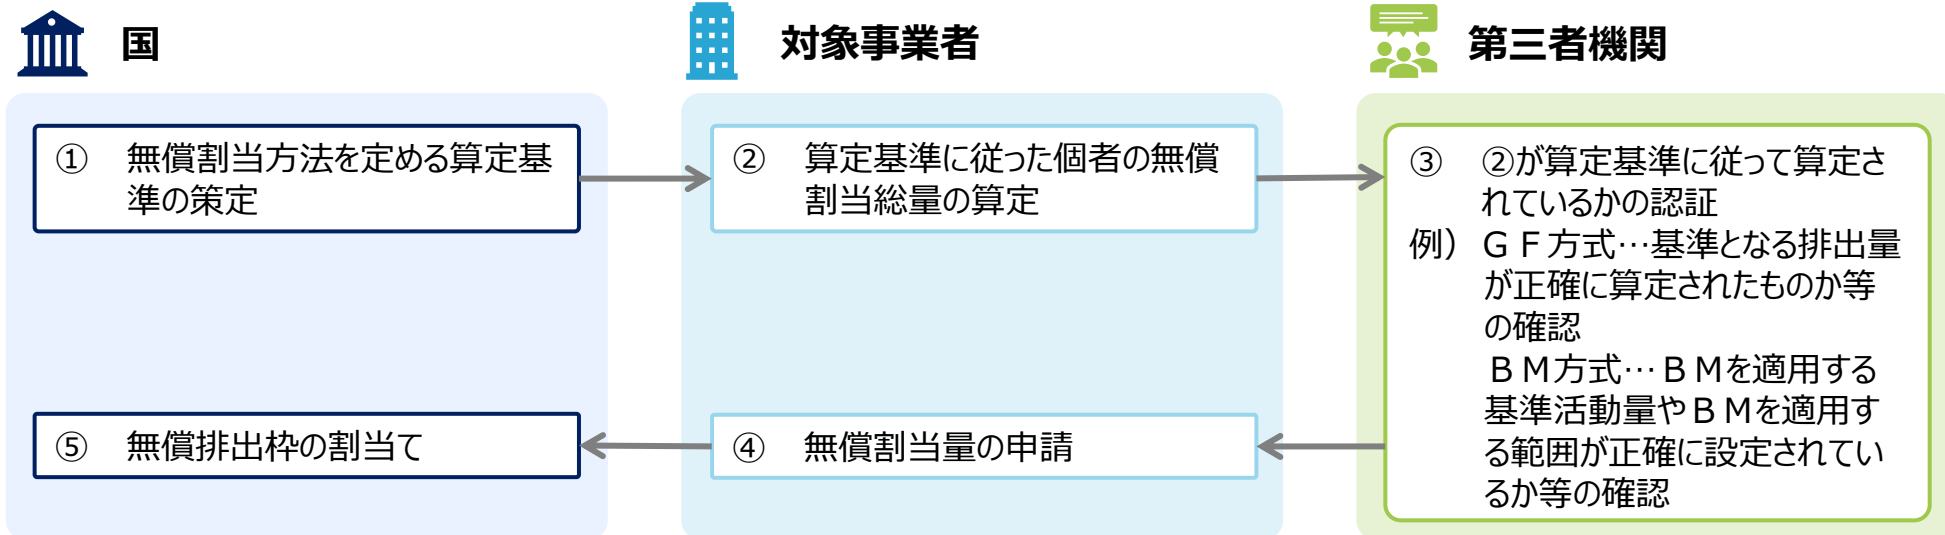 国
対象事業者
第三者機関
① 無償割当方法を定める算定基
準の策定
② 算定基準に従った個者の無償
割当総量の算定
③ ②が算定基準に従って算定さ
れているかの認証
例） ＧＦ方式…基準となる排出量
が正確に算定されたものか等
の確認
ＢＭ方式…ＢＭを適用する
基準活動量やＢＭを適用す
る範囲が正確に設定されてい
るか等の確認
④ 無償割当量の申請
⑤ 無償排出枠の割当て